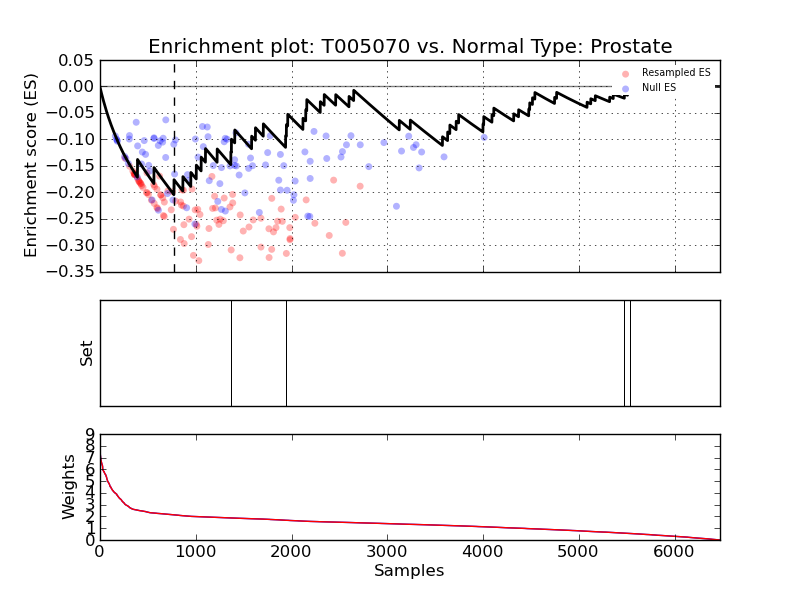 Enrichment plot: T005070 vs. Normal Type: Prostate
Enrichment score (ES)
0.05
0.00
−0.05
−0.10
−0.15
−0.20
−0.25
−0.30
−0.35
Resampled ES
Null ES
Set
Weights
9
8
7
6
5
4
3
2
1
0
0 1000 2000 3000 4000 5000 6000
Samples